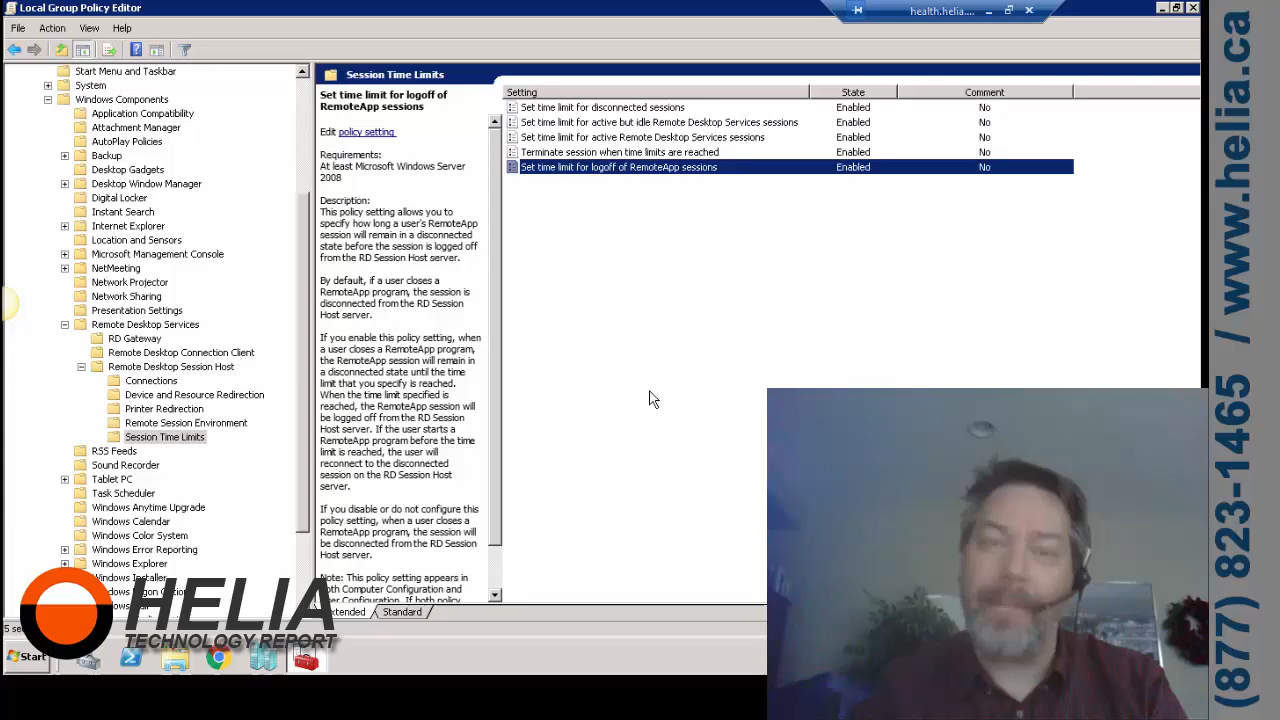 Local Group Policy Editor
health.helia....
File Action View Help
Start Menu and Taskbar
System
Windows Components
Application Compatibility
Attachment Manager
AutoPlay Policies
Backup
Desktop Gadgets
Desktop Window Manager
Digital Locker
Instant Search
Internet Explorer
Location and Sensors
Microsoft Management Console
NetMeeting
Network Projector
Network Sharing
Presentation Settings
Remote Desktop Services
RD Gateway
Remote Desktop Connection Client
Remote Desktop Session Host
Connections
Device and Resource Redirection
Printer Redirection
Remote Session Environment
Session Time Limits
RSS Feeds
Sound Recorder
Tablet PC
Task Scheduler
Windows Anytime Upgrade
Windows Calendar
Windows Color System
Windows Error Reporting
Windows Explorer
Session Time Limits
Set time limit for logoff of
RemoteApp sessions
Edit policy setting
Requirements:
At least Microsoft Windows Server
2008
Description:
This policy setting allows you to
specify how long a user's RemoteApp
session will remain in a disconnected
state before the session is logged off
from the RD Session Host server.
By default, if a user closes a
RemoteApp program, the session is
disconnected from the RD Session
Host server.
If you enable this policy setting, when
a user closes a RemoteApp program,
the RemoteApp session will remain in
a disconnected state until the time
limit that you specify is reached.
When the time limit specified is
reached, the RemoteApp session will
be logged off from the RD Session
Host server. If the user starts a
RemoteApp program before the time
limit is reached, the user will
reconnect to the disconnected
session on the RD Session Host
server.
If you disable or do not configure this
policy setting, when a user closes a
RemoteApp program, the session will
be disconnected from the RD Session
Host server.
Note: This policy setting appears in
both Computer Configuration and
Setting State Comment
Set time limit for disconnected sessions Enabled No
Set time limit for active but idle Remote Desktop Services sessions Enabled No
Set time limit for active Remote Desktop Services sessions Enabled No
Terminate session when time limits are reached Enabled No
Set time limit for logoff of RemoteApp sessions Enabled No
Extended Standard
HELIA
TECHNOLOGY REPORT
Start
(877) 823-1465 / www.helia.ca